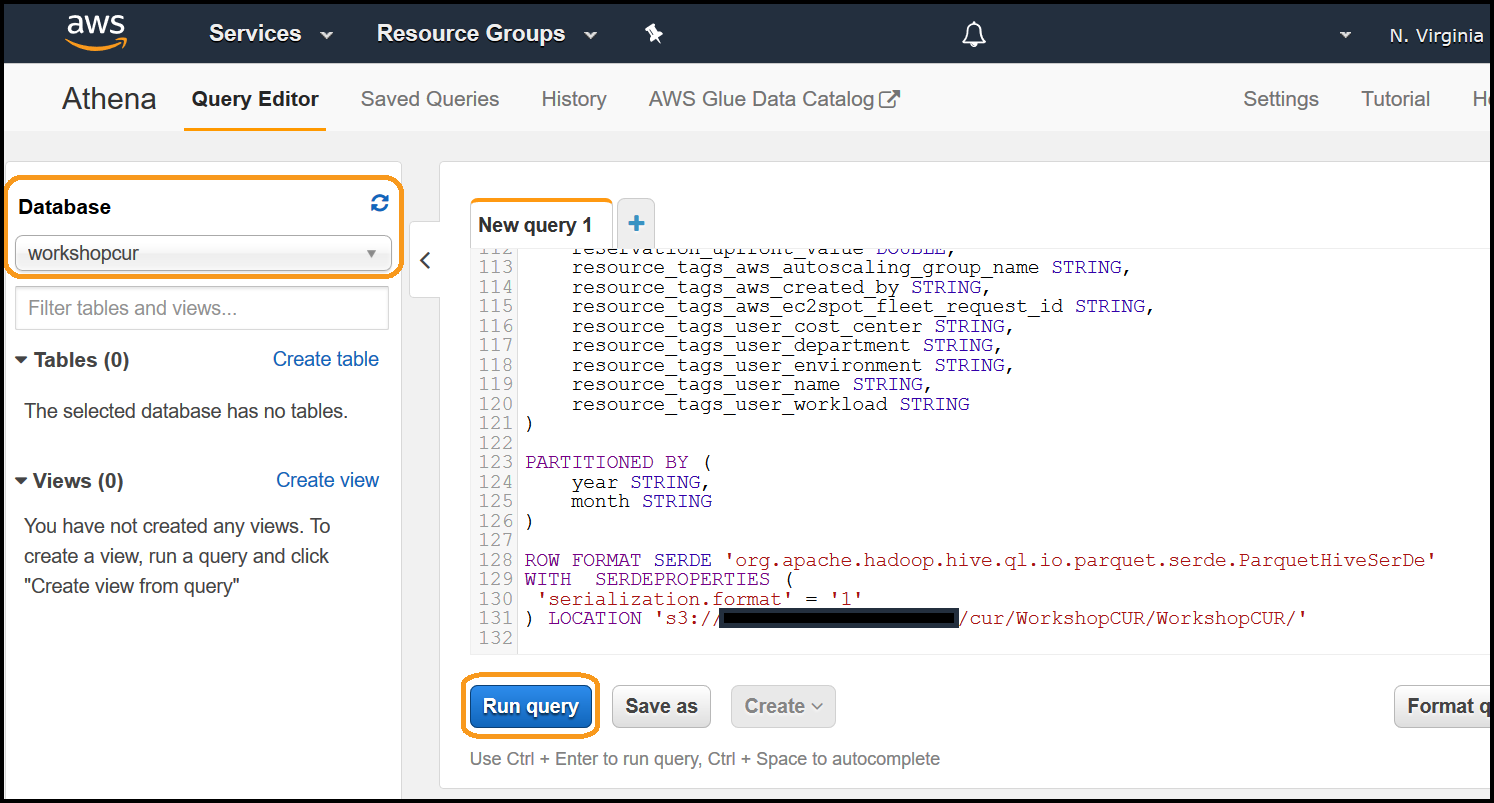 aws
Services
Resource Groups
N. Virginia
Athena
Query Editor
Saved Queries
History
AWS Glue Data Catalog
Settings
Tutorial
Database
workshopcur
Filter tables and views...
Tables (0)
Create table
The selected database has no tables.
Views (0)
Create view
You have not created any views. To
create a view, run a query and click
"Create view from query"
New query 1
+
112 reservation_upfront_value DOUBLE,
113 resource_tags_aws_autoscaling_group_name STRING,
114 resource_tags_aws_created_by STRING,
115 resource_tags_aws_ec2spot_fleet_request_id STRING,
116 resource_tags_user_cost_center STRING,
117 resource_tags_user_department STRING,
118 resource_tags_user_environment STRING,
119 resource_tags_user_name STRING,
120 resource_tags_user_workload STRING
121 )
122
123 PARTITIONED BY (
124 year STRING,
125 month STRING
126 )
127
128 ROW FORMAT SERDE 'org.apache.hadoop.hive.ql.io.parquet.serde.ParquetHiveSerDe'
129 WITH  SERDEPROPERTIES (
130 'serialization.format' = '1'
131 ) LOCATION 's3:// /cur/WorkshopCUR/WorkshopCUR/'
132
Run query
Save as
Create
Format q
Use Ctrl + Enter to run query, Ctrl + Space to autocomplete